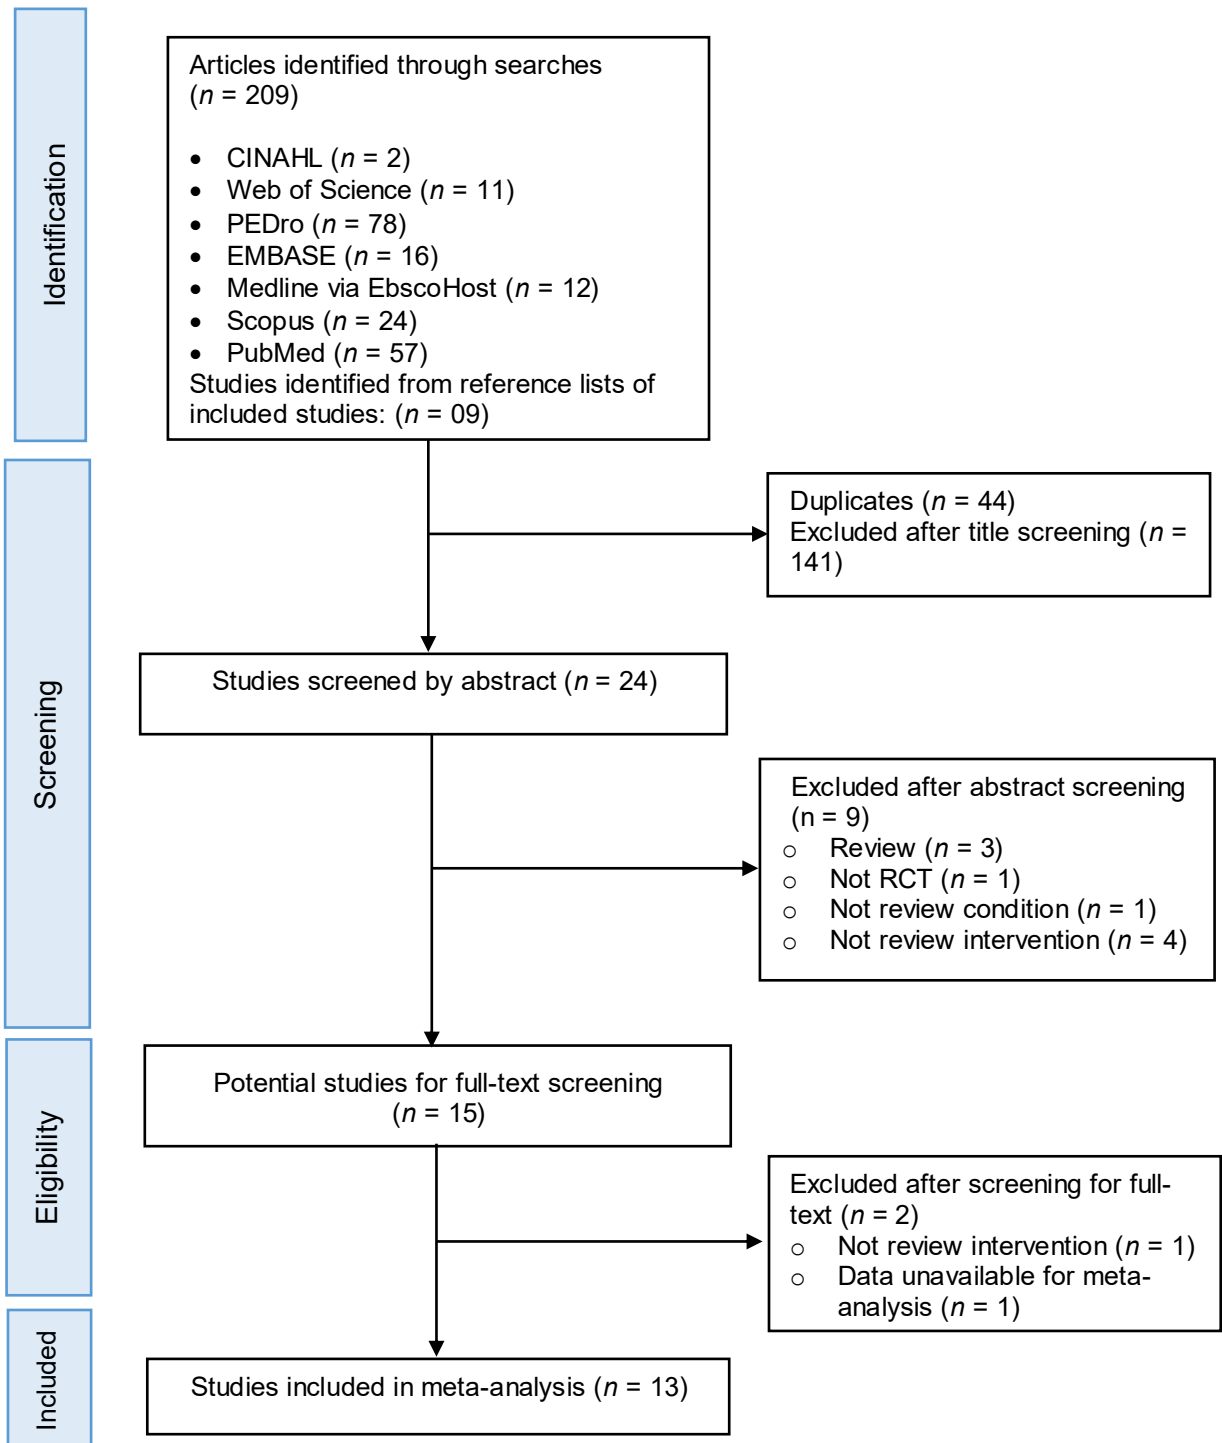 Identification
Articles identified through searches
(n = 209)
• CINAHL (n = 2)
• Web of Science (n = 11)
• PEDro (n = 78)
• EMBASE (n = 16)
• Medline via EbscoHost (n = 12)
• Scopus (n = 24)
• PubMed (n = 57)
Studies identified from reference lists of
included studies: (n = 09)
Screening
Duplicates (n = 44)
Excluded after title screening (n =
141)
Studies screened by abstract (n = 24)
Excluded after abstract screening
(n = 9)
o Review (n = 3)
o Not RCT (n = 1)
o Not review condition (n = 1)
o Not review intervention (n = 4)
Eligibility
Potential studies for full-text screening
(n = 15)
Excluded after screening for full-
text (n = 2)
o Not review intervention (n = 1)
o Data unavailable for meta-
analysis (n = 1)
Included
Studies included in meta-analysis (n = 13)